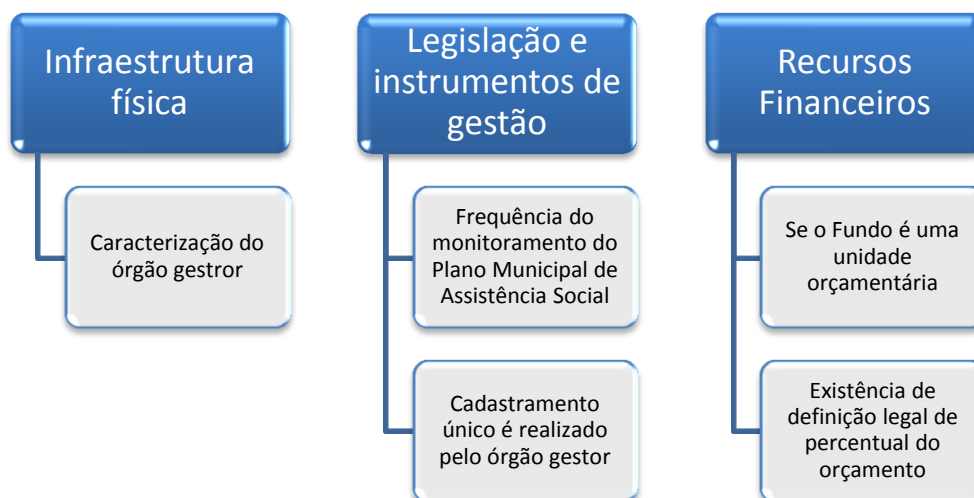 Infraestrutura
física
Caracterização do
órgão gestror
Legislação e
instrumentos de
gestão
Frequência do
monitoramento do
Plano Municipal de
Assistência Social
Cadastramento
único é realizado
pelo órgão gestor
Recursos
Financeiros
Se o Fundo é uma
unidade
orçamentária
Existência de
definição legal de
percentual do
orçamento